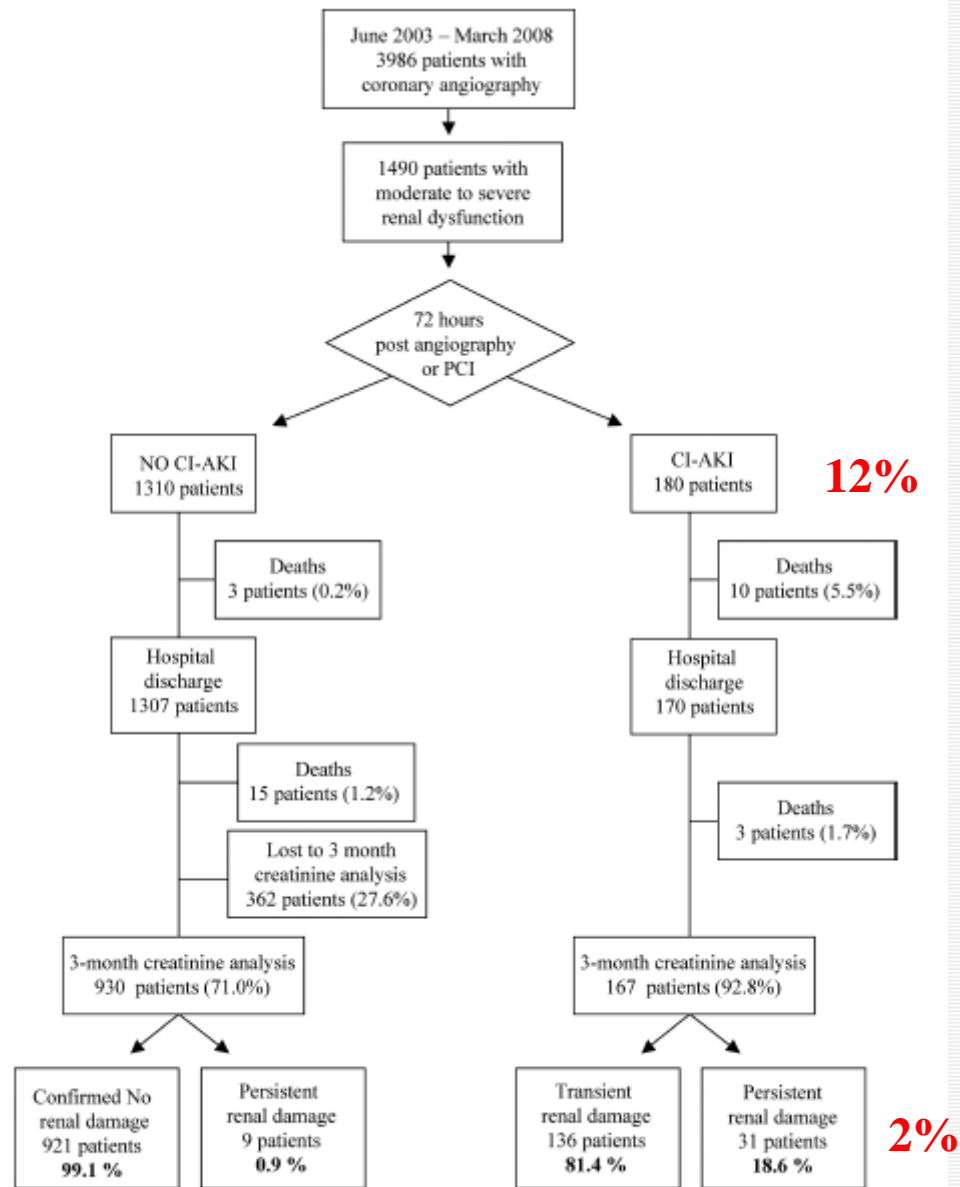 June 2003 – March 2008
3986 patients with
coronary angiography
1490 patients with
moderate to severe
renal dysfunction
72 hours
post angiography
or PCI
NO CI-AKI
1310 patients
CI-AKI
180 patients
12%
Deaths
3 patients (0.2%)
Deaths
10 patients (5.5%)
Hospital
discharge
1307 patients
Hospital
discharge
170 patients
Deaths
15 patients (1.2%)
Deaths
3 patients (1.7%)
Lost to 3 month
creatinine analysis
362 patients (27.6%)
3-month creatinine analysis
930 patients (71.0%)
3-month creatinine analysis
167 patients (92.8%)
Confirmed No
renal damage
921 patients
99.1 %
Persistent
renal damage
9 patients
0.9 %
Transient
renal damage
136 patients
81.4 %
Persistent
renal damage
31 patients
18.6 %
2%